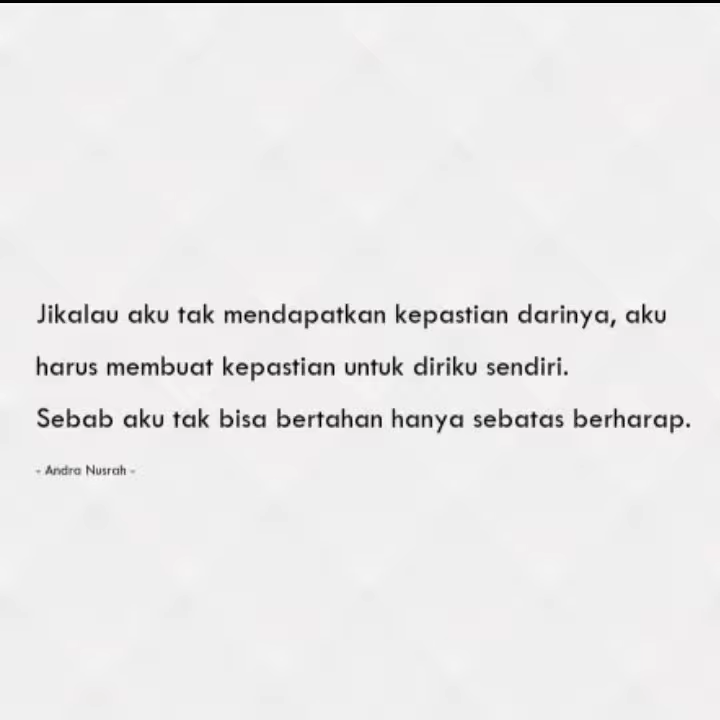 Jikalau aku tak mendapatkan kepastian darinya, aku
harus membuat kepastian untuk diriku sendiri.
Sebab aku tak bisa bertahan hanya sebatas berharap.
- Andra Nusrah -